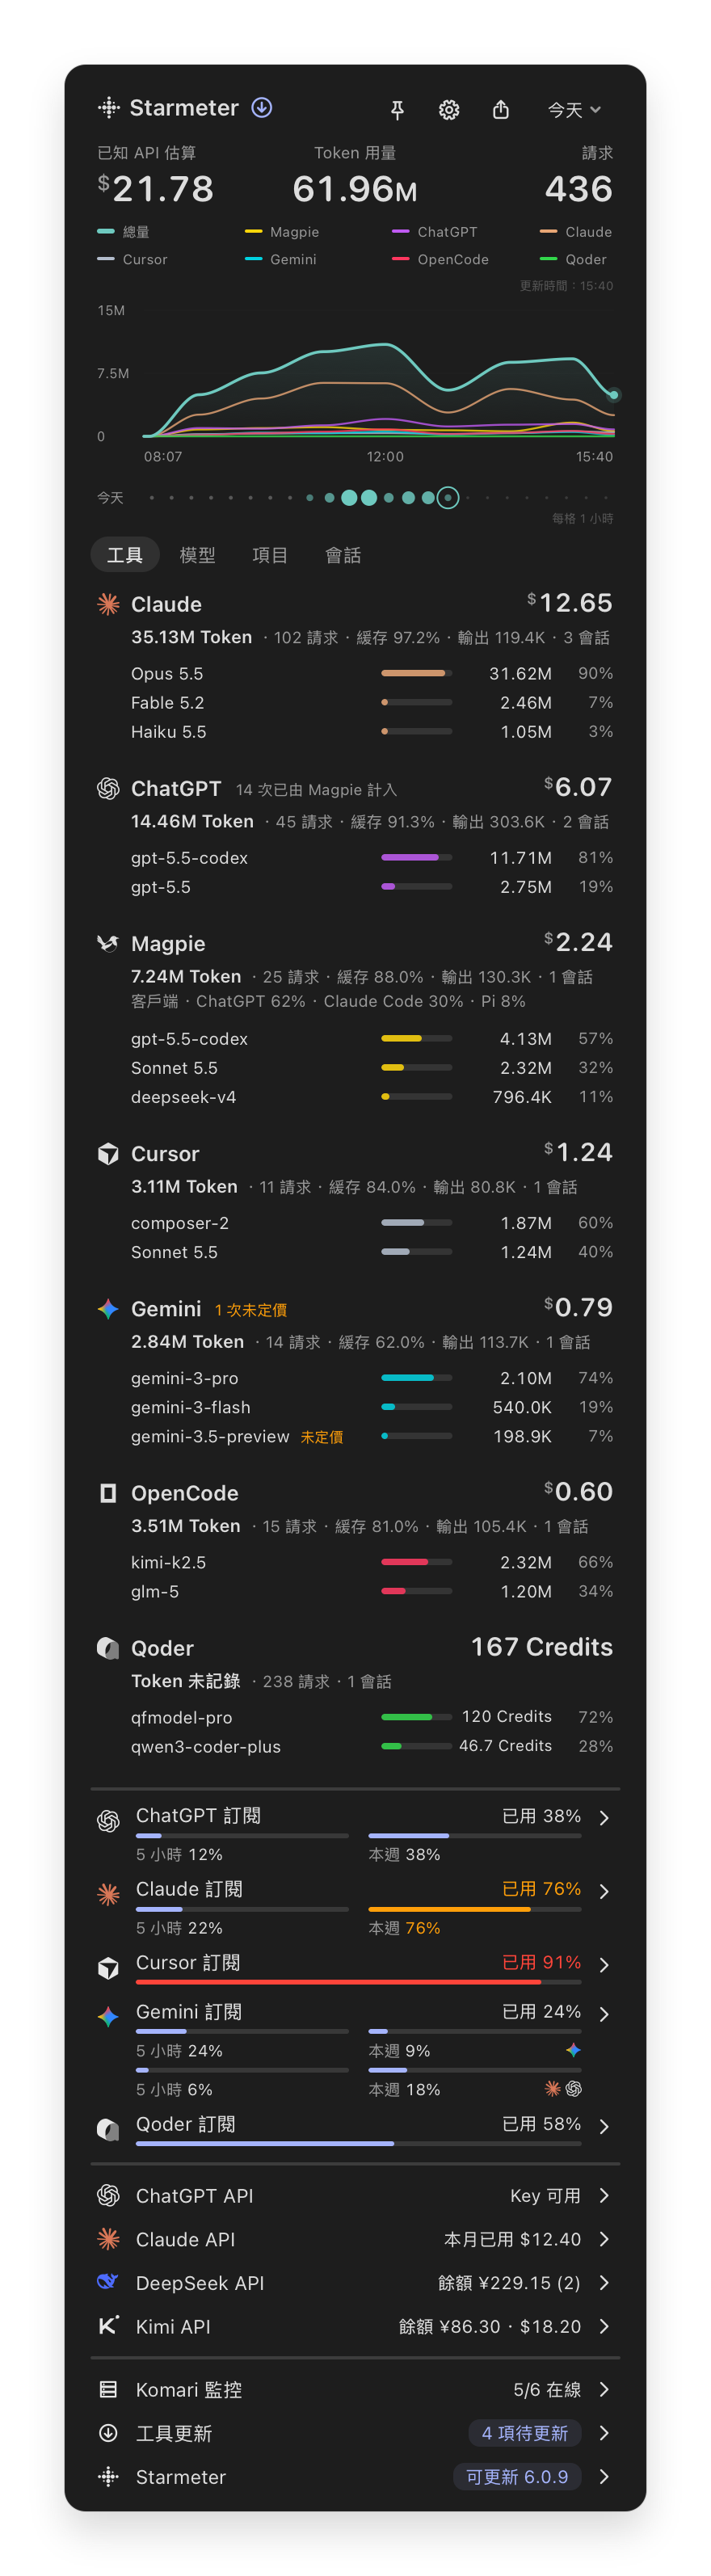 Starmeter
今天
已知 API 估算 Token 用量 請求
$21.78 61.96M 436
總量 Magpie ChatGPT Claude
Cursor Gemini OpenCode Qoder
更新時間：15:40
15M
7.5M
0
08:07 12:00 15:40
今天
每格 1 小時
工具 模型 項目 會話
Claude $12.65
35.13M Token · 102 請求 · 緩存 97.2% · 輸出 119.4K · 3 會話
Opus 5.5 31.62M 90%
Fable 5.2 2.46M 7%
Haiku 5.5 1.05M 3%
ChatGPT 14 次已由 Magpie 計入 $6.07
14.46M Token · 45 請求 · 緩存 91.3% · 輸出 303.6K · 2 會話
gpt-5.5-codex 11.71M 81%
gpt-5.5 2.75M 19%
Magpie $2.24
7.24M Token · 25 請求 · 緩存 88.0% · 輸出 130.3K · 1 會話
客戶端 · ChatGPT 62% · Claude Code 30% · Pi 8%
gpt-5.5-codex 4.13M 57%
Sonnet 5.5 2.32M 32%
deepseek-v4 796.4K 11%
Cursor $1.24
3.11M Token · 11 請求 · 緩存 84.0% · 輸出 80.8K · 1 會話
composer-2 1.87M 60%
Sonnet 5.5 1.24M 40%
Gemini 1 次未定價 $0.79
2.84M Token · 14 請求 · 緩存 62.0% · 輸出 113.7K · 1 會話
gemini-3-pro 2.10M 74%
gemini-3-flash 540.0K 19%
gemini-3.5-preview 未定價 198.9K 7%
OpenCode $0.60
3.51M Token · 15 請求 · 緩存 81.0% · 輸出 105.4K · 1 會話
kimi-k2.5 2.32M 66%
glm-5 1.20M 34%
Qoder 167 Credits
Token 未記錄 · 238 請求 · 1 會話
qfmodel-pro 120 Credits 72%
qwen3-coder-plus 46.7 Credits 28%
ChatGPT 訂閱 已用 38%
5 小時 12% 本週 38%
Claude 訂閱 已用 76%
5 小時 22% 本週 76%
Cursor 訂閱 已用 91%
Gemini 訂閱 已用 24%
5 小時 24% 本週 9%
5 小時 6% 本週 18%
Qoder 訂閱 已用 58%
ChatGPT API Key 可用
Claude API 本月已用 $12.40
DeepSeek API 餘額 ¥229.15 (2)
Kimi API 餘額 ¥86.30 · $18.20
Komari 監控 5/6 在線
工具更新 4 項待更新
Starmeter 可更新 6.0.9